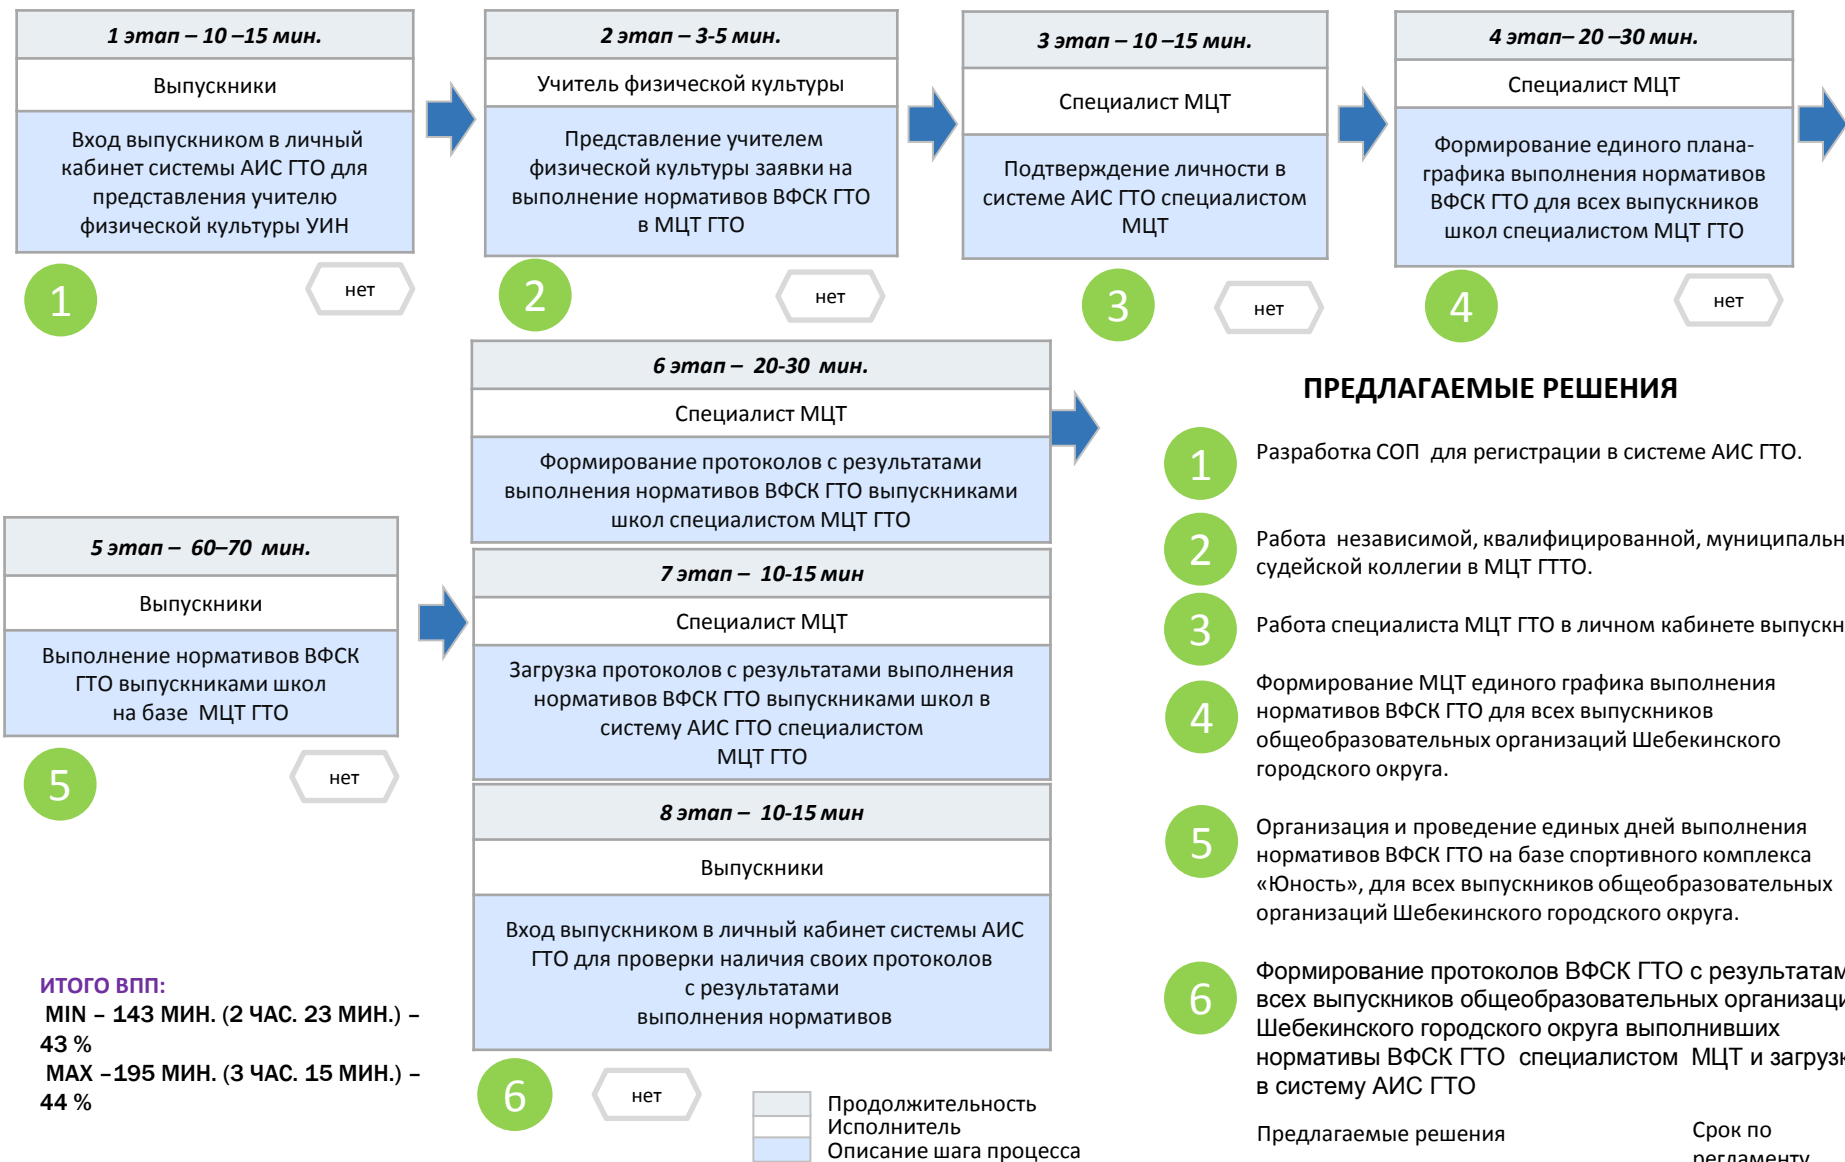 1 этап – 10 –15 мин.
Выпускники
Вход выпускником в личный
кабинет системы АИС ГТО для
представления учителю
физической культуры УИН
1
нет
2 этап – 3-5 мин.
Учитель физической культуры
Представление учителем
физической культуры заявки на
выполнение нормативов ВФСК ГТО
в МЦТ ГТО
2
нет
3 этап – 10 –15 мин.
Специалист МЦТ
Подтверждение личности в
системе АИС ГТО специалистом
МЦТ
3
нет
4 этап– 20 –30 мин.
Специалист МЦТ
Формирование единого плана-
графика выполнения нормативов
ВФСК ГТО для всех выпускников
школ специалистом МЦТ ГТО
4
нет
5 этап – 60–70 мин.
Выпускники
Выполнение нормативов ВФСК
ГТО выпускниками школ
на базе МЦТ ГТО
5
нет
6 этап – 20-30 мин.
Специалист МЦТ
Формирование протоколов с результатами
выполнения нормативов ВФСК ГТО выпускниками
школ специалистом МЦТ ГТО
7 этап – 10-15 мин
Специалист МЦТ
Загрузка протоколов с результатами выполнения
нормативов ВФСК ГТО выпускниками школ в
систему АИС ГТО специалистом
МЦТ ГТО
8 этап – 10-15 мин
Выпускники
Вход выпускником в личный кабинет системы АИС
ГТО для проверки наличия своих протоколов
с результатами
выполнения нормативов
6
нет
ИТОГО ВПП:
MIN – 143 МИН. (2 ЧАС. 23 МИН.) –
43 %
MAX –195 МИН. (3 ЧАС. 15 МИН.) –
44 %
Продолжительность
Исполнитель
Описание шага процесса
ПРЕДЛАГАЕМЫЕ РЕШЕНИЯ
1
Разработка СОП для регистрации в системе АИС ГТО.
2
Работа независимой, квалифицированной, муниципальн
судейской коллегии в МЦТ ГТТО.
3
Работа специалиста МЦТ ГТО в личном кабинете выпускн
4
Формирование МЦТ единого графика выполнения
нормативов ВФСК ГТО для всех выпускников
общеобразовательных организаций Шебекинского
городского округа.
5
Организация и проведение единых дней выполнения
нормативов ВФСК ГТО на базе спортивного комплекса
«Юность», для всех выпускников общеобразовательных
организаций Шебекинского городского округа.
6
Формирование протоколов ВФСК ГТО с результатам
всех выпускников общеобразовательных организаци
Шебекинского городского округа выполнивших
нормативы ВФСК ГТО специалистом МЦТ и загрузк
в систему АИС ГТО
Предлагаемые решения
Срок по
регламенту